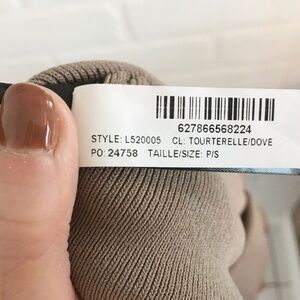 627866568224
STYLE: L520005 CL: TOURTERELLE/DOVE
PO: 24758 TAILLE/SIZE: P/S